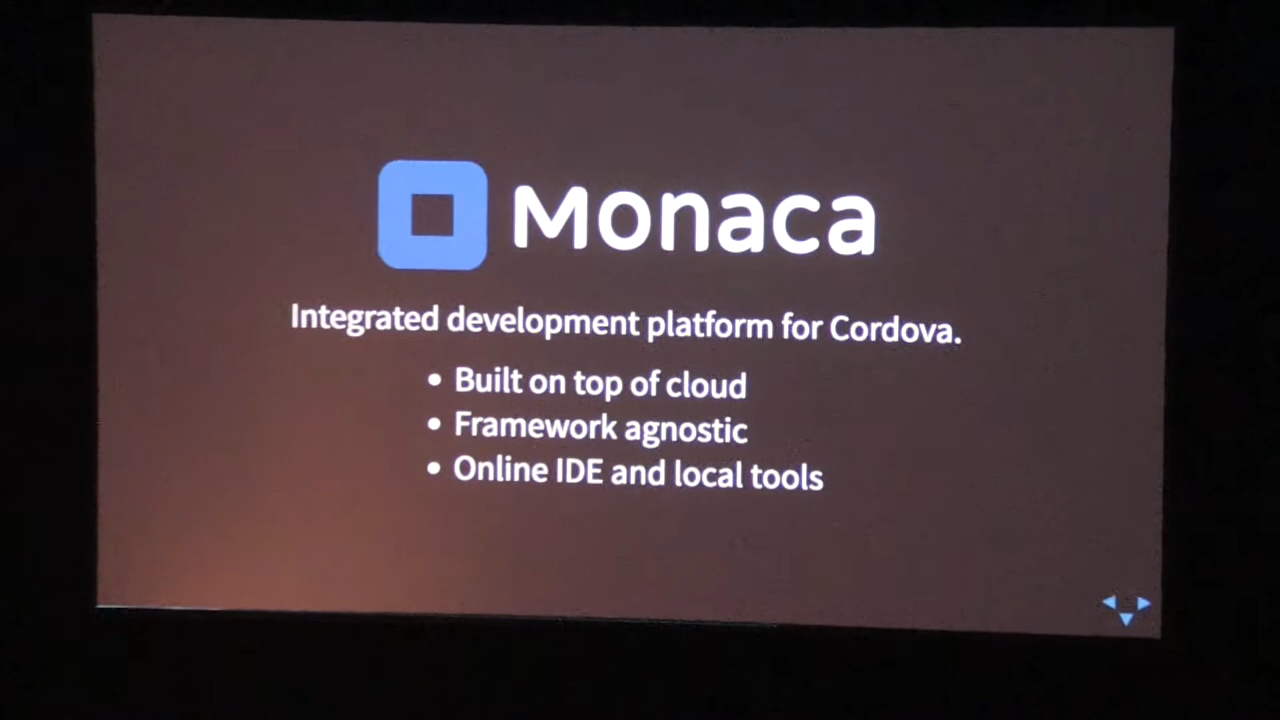 Monaca
Integrated development platform for Cordova.
• Built on top of cloud
• Framework agnostic
• Online IDE and local tools